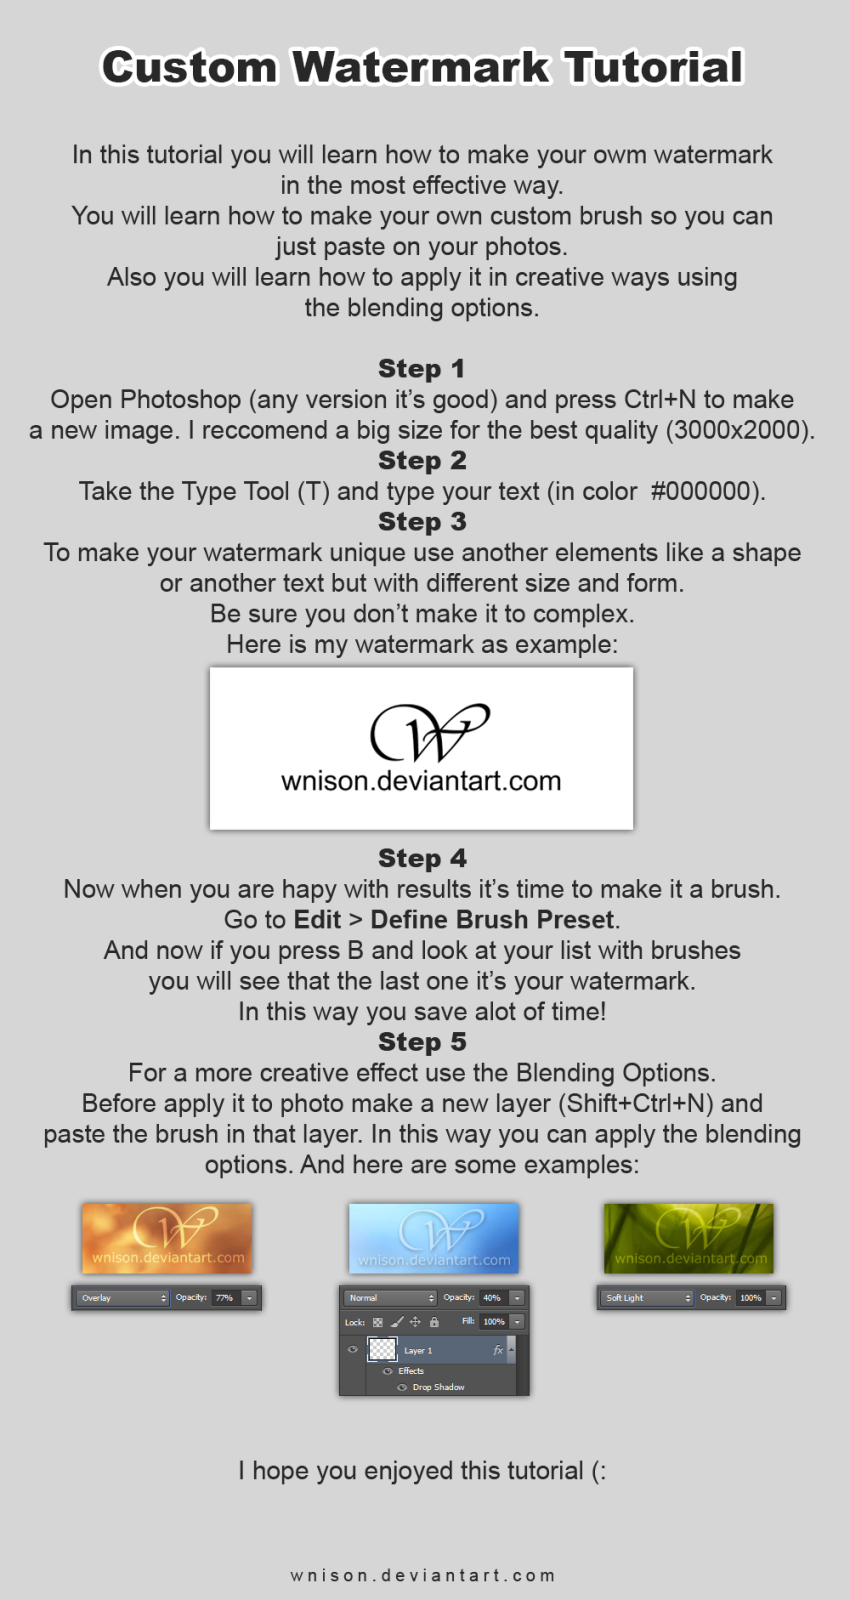 Custom Watermark Tutorial
In this tutorial you will learn how to make your owm watermark
in the most effective way.
You will learn how to make your own custom brush so you can
just paste on your photos.
Also you will learn how to apply it in creative ways using
the blending options.
Step 1
Open Photoshop (any version it's good) and press Ctrl+N to make
a new image. I reccomend a big size for the best quality (3000x2000).
Step 2
Take the Type Tool (T) and type your text (in color  #000000).
Step 3
To make your watermark unique use another elements like a shape
or another text but with different size and form.
Be sure you don't make it to complex.
Here is my watermark as example:
W
wnison.deviantart.com
Step 4
Now when you are hapy with results it's time to make it a brush.
Go to Edit > Define Brush Preset.
And now if you press B and look at your list with brushes
you will see that the last one it's your watermark.
In this way you save alot of time!
Step 5
For a more creative effect use the Blending Options.
Before apply it to photo make a new layer (Shift+Ctrl+N) and
paste the brush in that layer. In this way you can apply the blending
options. And here are some examples:
W
wnison.deviantart.com
Overlay Opacity: 77%
W
wnison.deviantart.com
Normal Opacity: 40%
Lock: Fill: 100%
Layer 1 fx
Effects
Drop Shadow
W
wnison.deviantart.com
Soft Light Opacity: 100%
I hope you enjoyed this tutorial (:
wnison.deviantart.com